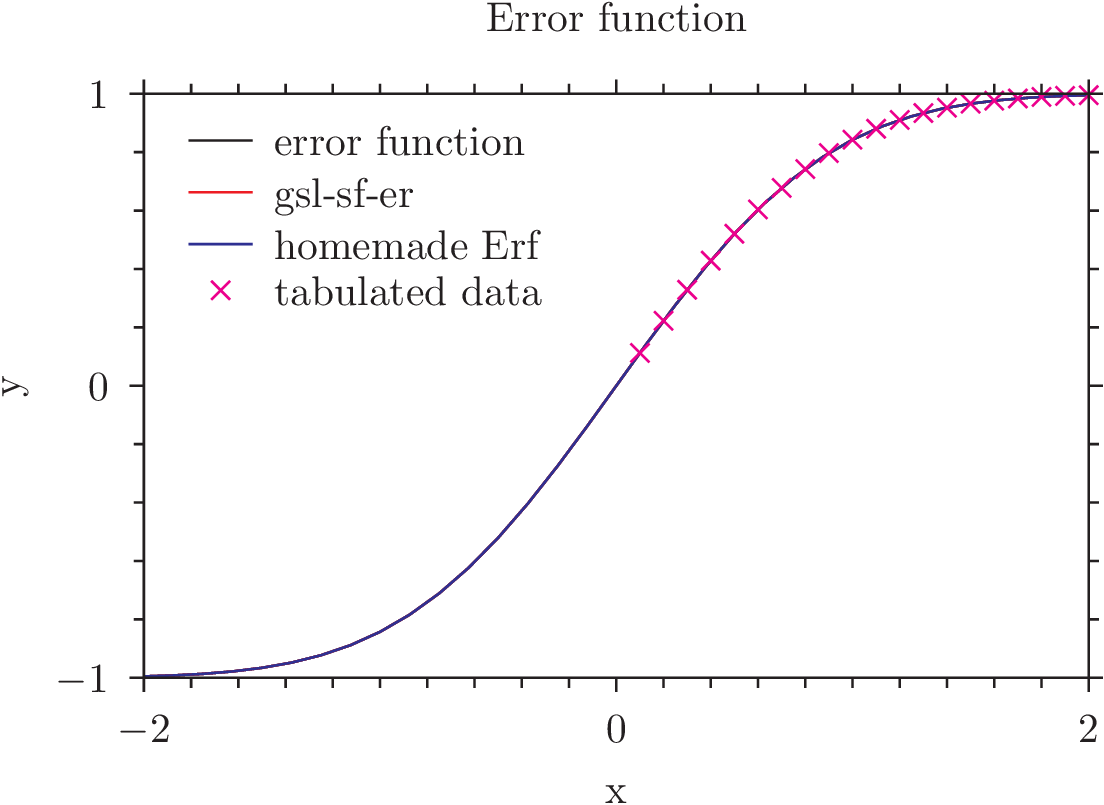 Error function
1
error function
gsl-sf-er
homemade Erf
tabulated data
y
0
−1
−2
0
2
x